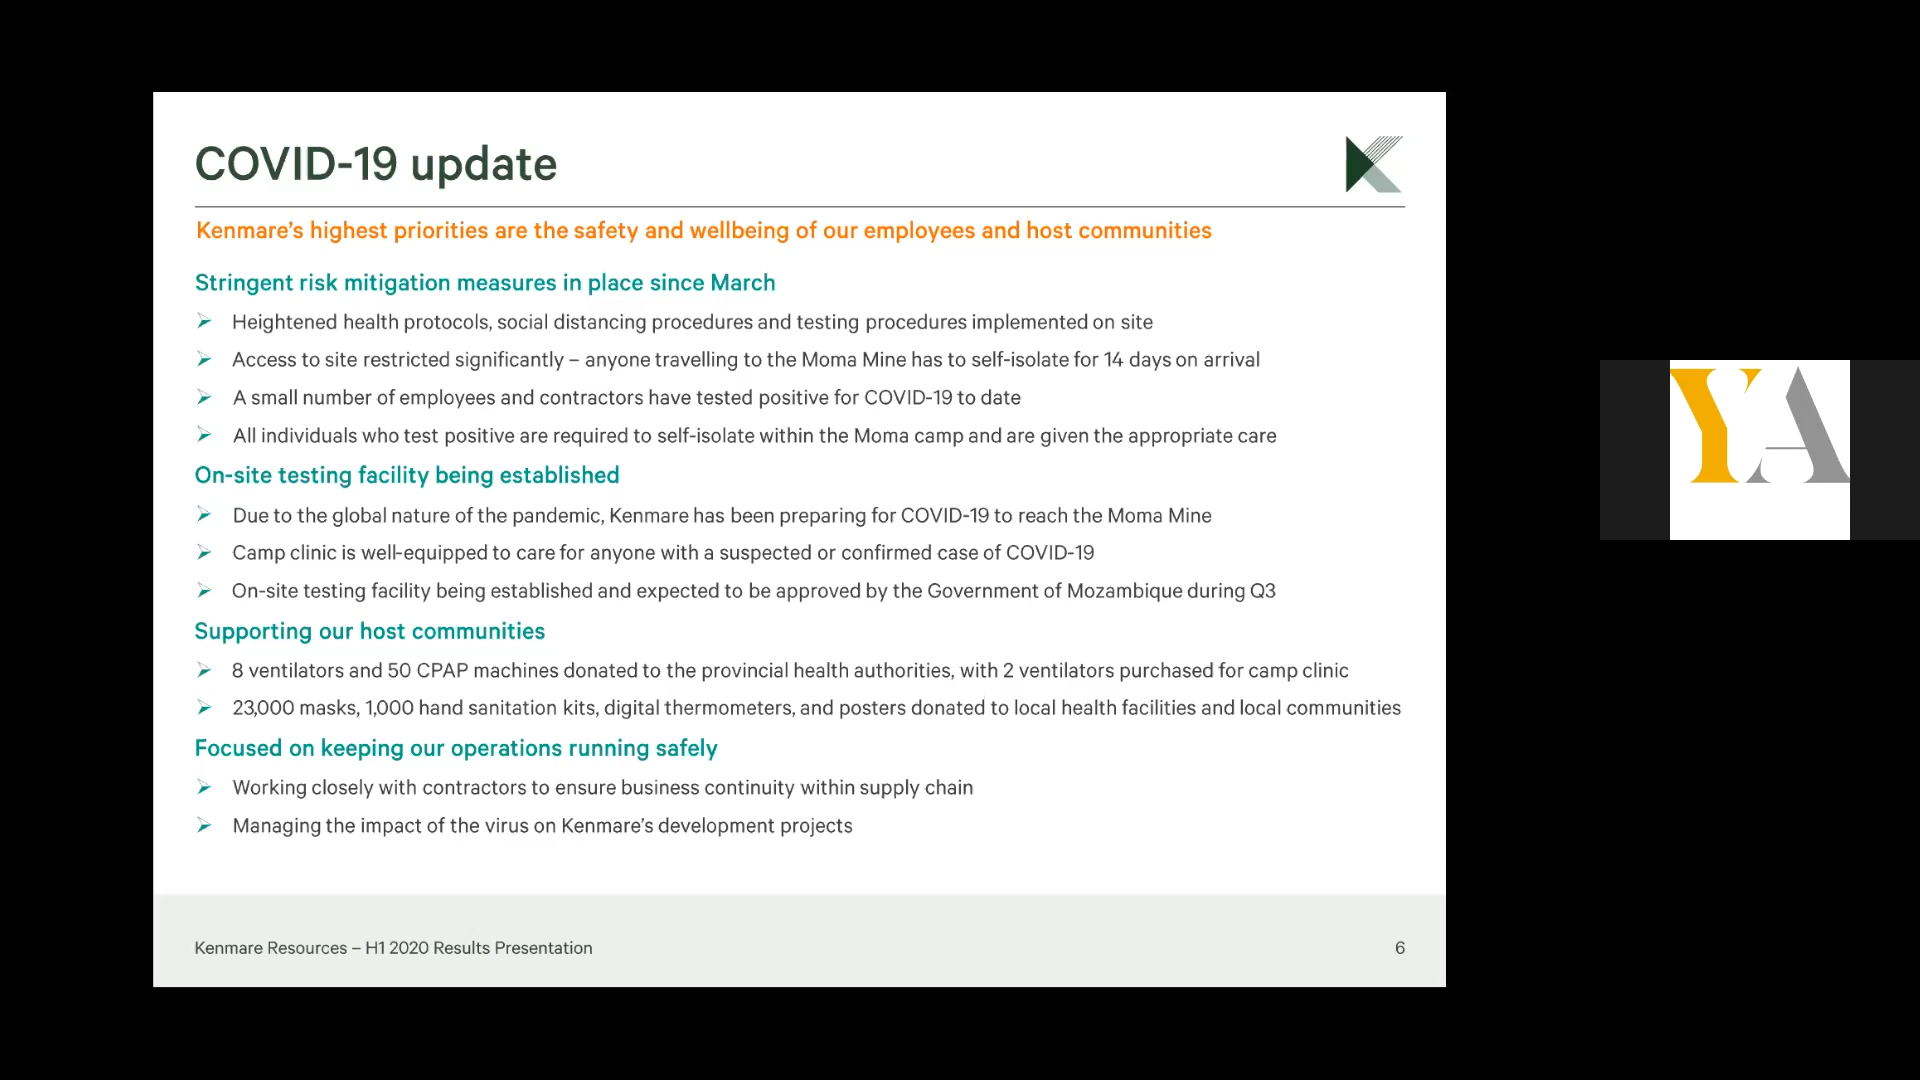 COVID-19 update
Kenmare’s highest priorities are the safety and wellbeing of our employees and host communities
Stringent risk mitigation measures in place since March
Heightened health protocols, social distancing procedures and testing procedures implemented on site
Access to site restricted significantly – anyone travelling to the Moma Mine has to self-isolate for 14 days on arrival
A small number of employees and contractors have tested positive for COVID-19 to date
All individuals who test positive are required to self-isolate within the Moma camp and are given the appropriate care
On-site testing facility being established
Due to the global nature of the pandemic, Kenmare has been preparing for COVID-19 to reach the Moma Mine
Camp clinic is well-equipped to care for anyone with a suspected or confirmed case of COVID-19
On-site testing facility being established and expected to be approved by the Government of Mozambique during Q3
Supporting our host communities
8 ventilators and 50 CPAP machines donated to the provincial health authorities, with 2 ventilators purchased for camp clinic
23,000 masks, 1,000 hand sanitation kits, digital thermometers, and posters donated to local health facilities and local communities
Focused on keeping our operations running safely
Working closely with contractors to ensure business continuity within supply chain
Managing the impact of the virus on Kenmare’s development projects
Kenmare Resources – H1 2020 Results Presentation
6
YA